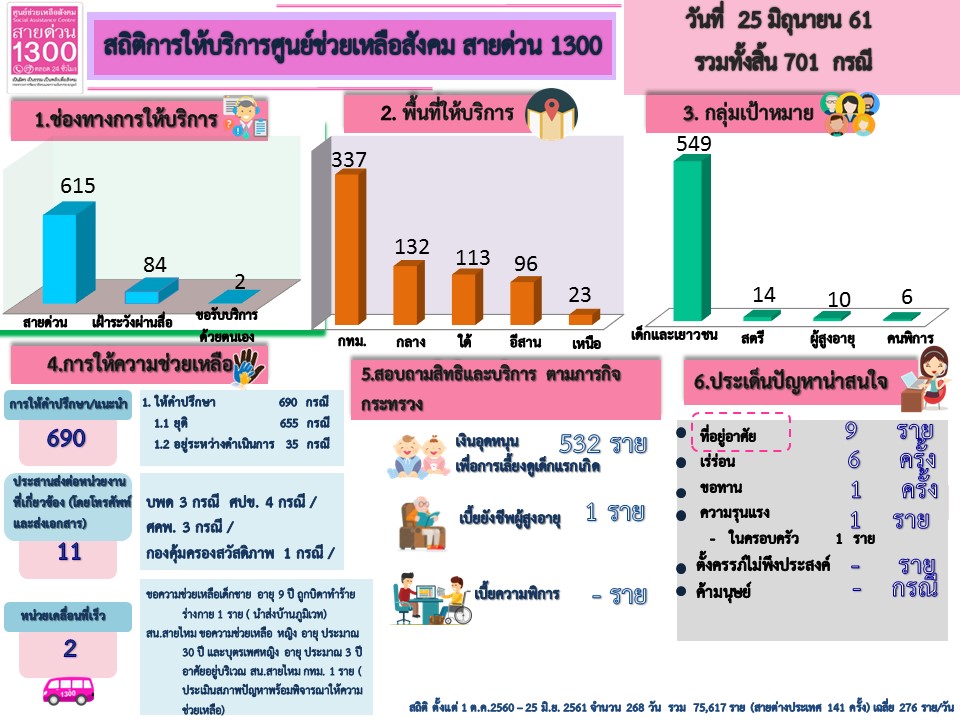 ศูนย์ช่วยเหลือสังคม
Social Assistance Centre
สายด่วน
1300
ตลอด 24 ชั่วโมง
สถิติการให้บริการศูนย์ช่วยเหลือสังคม สายด่วน 1300
วันที่ 25 มิถุนายน 61
รวมทั้งสิ้น 701 กรณี
1.ช่องทางการให้บริการ
615
84
2
สายด่วน
เฝ้าระวังผ่านสื่อ
ขอรับบริการ
ด้วยตนเอง
2. พื้นที่ให้บริการ
337
132
113
96
23
กทม.
กลาง
ใต้
อีสาน
เหนือ
3. กลุ่มเป้าหมาย
549
14
10
6
เด็กและเยาวชน
สตรี
ผู้สูงอายุ
คนพิการ
4.การให้ความช่วยเหลือ
การให้คำปรึกษา/แนะนำ
690
1. ให้คำปรึกษา 690 กรณี
1.1 ยุติ 655 กรณี
1.2 อยู่ระหว่างดำเนินการ 35 กรณี
ประสานส่งต่อหน่วยงาน
ที่เกี่ยวข้อง (โดยโทรศัพท์
และส่งเอกสาร)
11
บพด 3 กรณี ศปข. 4 กรณี /
ศคพ. 3 กรณี /
กองคุ้มครองสวัสดิภาพ 1 กรณี /
หน่วยเคลื่อนที่เร็ว
2
1300
ขอความช่วยเหลือเด็กชาย อายุ 9 ปี ถูกบิดาทำร้าย
ร่างกาย 1 ราย ( นำส่งบ้านภูมิเวท)
สน.สายไหม ขอความช่วยเหลือ หญิง อายุ ประมาณ
30 ปี และบุตรเพศหญิง อายุ ประมาณ 3 ปี
อาศัยอยู่บริเวณ สน.สายไหม กทม. 1 ราย (
ประเมินสภาพปัญหาพร้อมพิจารณาให้ความ
ช่วยเหลือ)
5.สอบถามสิทธิและบริการ ตามภารกิจ
กระทรวง
เงินอุดหนุน 532 ราย
เพื่อการเลี้ยงดูเด็กแรกเกิด
เบี้ยยังชีพผู้สูงอายุ 1 ราย
เบี้ยความพิการ - ราย
6.ประเด็นปัญหาน่าสนใจ
ที่อยู่อาศัย 9 ราย
เร่ร่อน 6 ครั้ง
ขอทาน 1 ครั้ง
ความรุนแรง 1 ราย
- ในครอบครัว 1 ราย
ตั้งครรภ์ไม่พึงประสงค์ - ราย
ค้ามนุษย์ - กรณี
สถิติ ตั้งแต่ 1 ต.ค.2560 – 25 มิ.ย. 2561 จำนวน 268 วัน รวม 75,617 ราย (สายต่างประเทศ 141 ครั้ง) เฉลี่ย 276 ราย/วัน